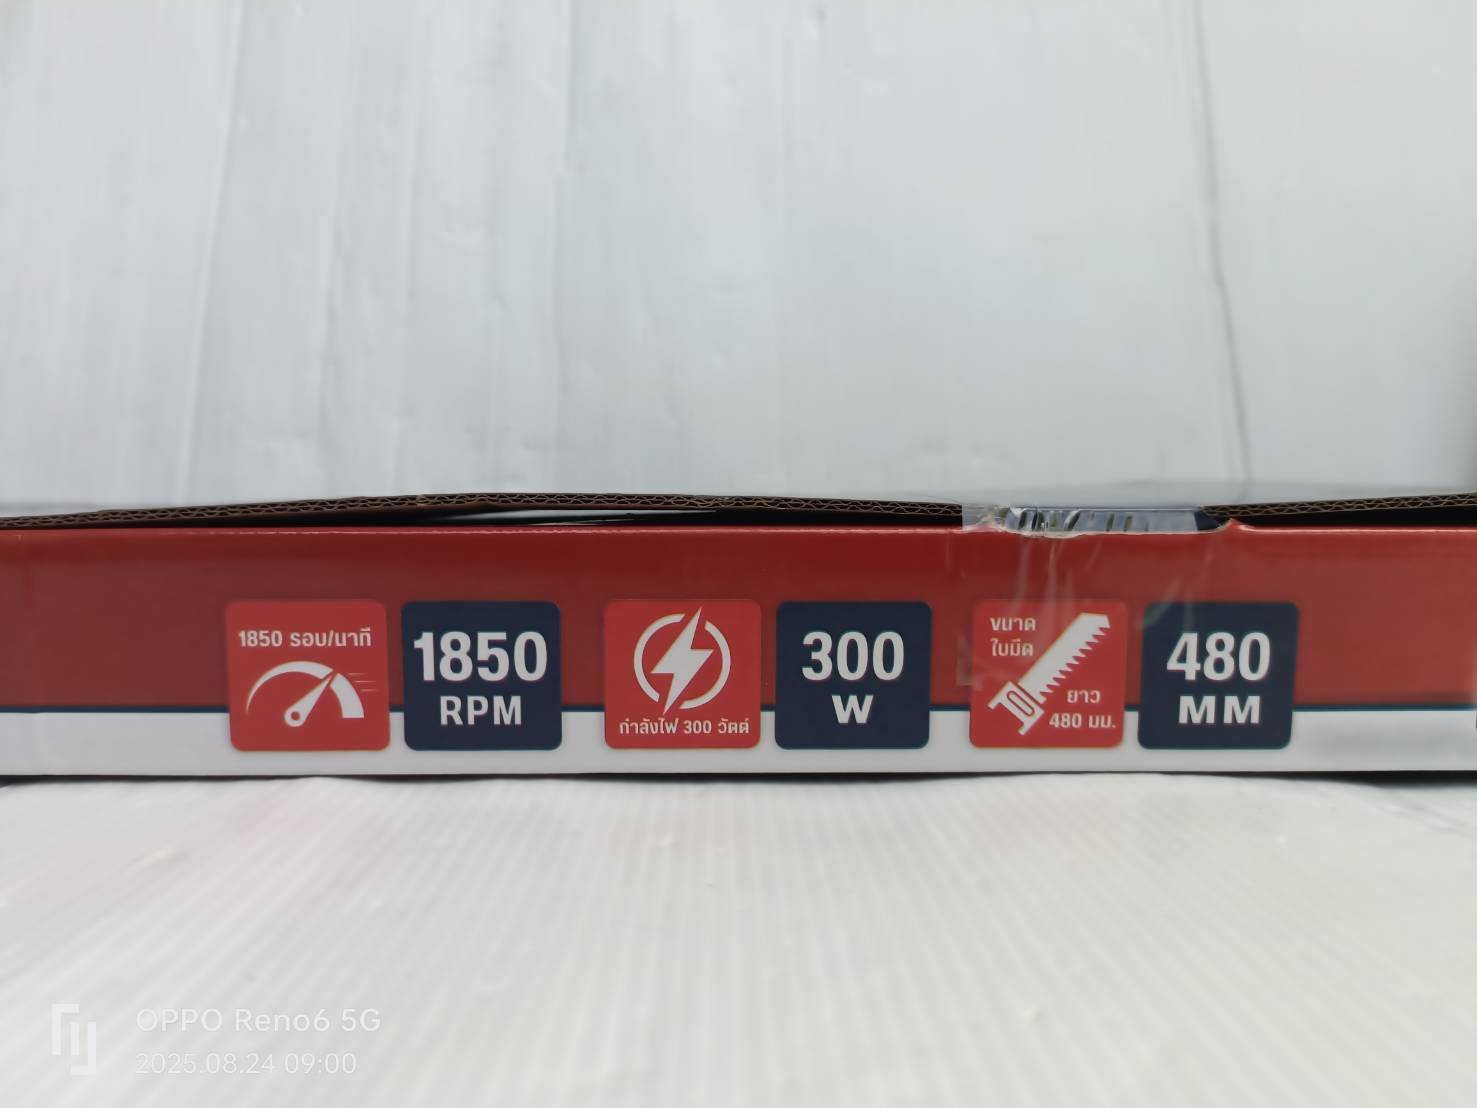 1850 รอบ/นาที
1850
RPM
กำลังไฟ 300 วัตต์
300
W
ขนาด
ใบมีด
ยาว
480 มม.
480
MM
OPPO Reno6 5G
2025.08.24 09:00